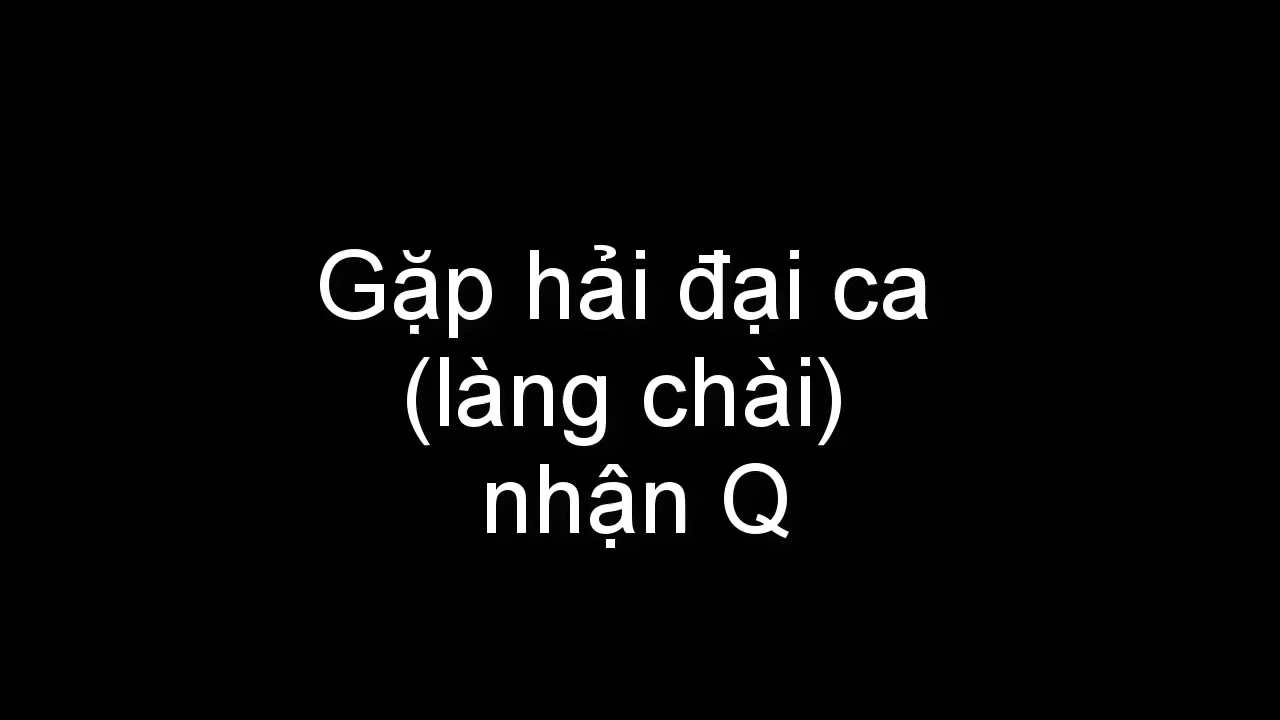 Gặp hải đại ca
(làng chài)
nhận Q